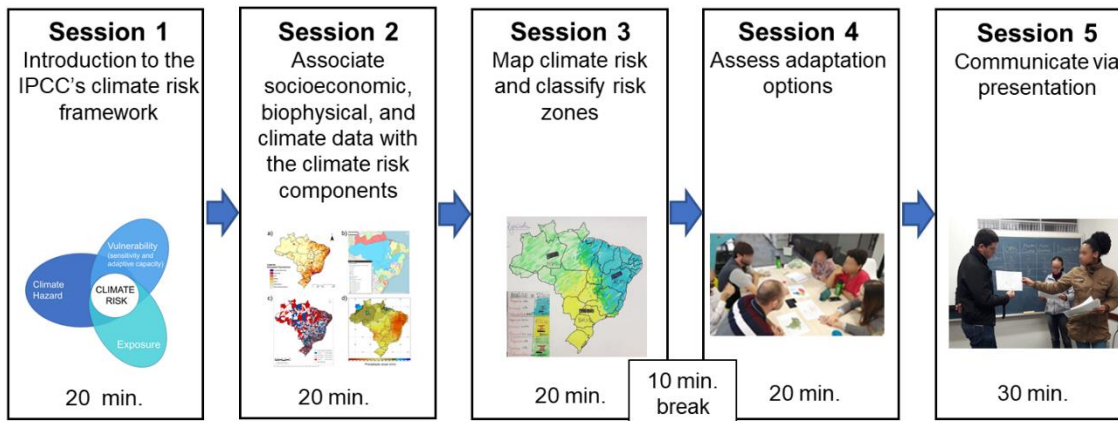 Session 1
Introduction to the
IPCC's climate risk
framework
Vulnerability
(sensitivity and
adaptive capacity)
Climate
Hazard
CLIMATE
RISK
Exposure
20 min.
Session 2
Associate
socioeconomic,
biophysical, and
climate data with
the climate risk
components
a)
b)
c)
d)
20 min.
Session 3
Map climate risk
and classify risk
zones
20 min.
10 min.
break
Session 4
Assess adaptation
options
20 min.
Session 5
Communicate via
presentation
30 min.